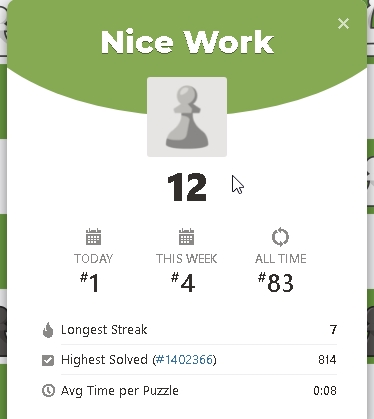 Nice Work
12
TODAY THIS WEEK ALL TIME
#1 #4 #83
Longest Streak 7
Highest Solved (#1402366) 814
Avg Time per Puzzle 0:08